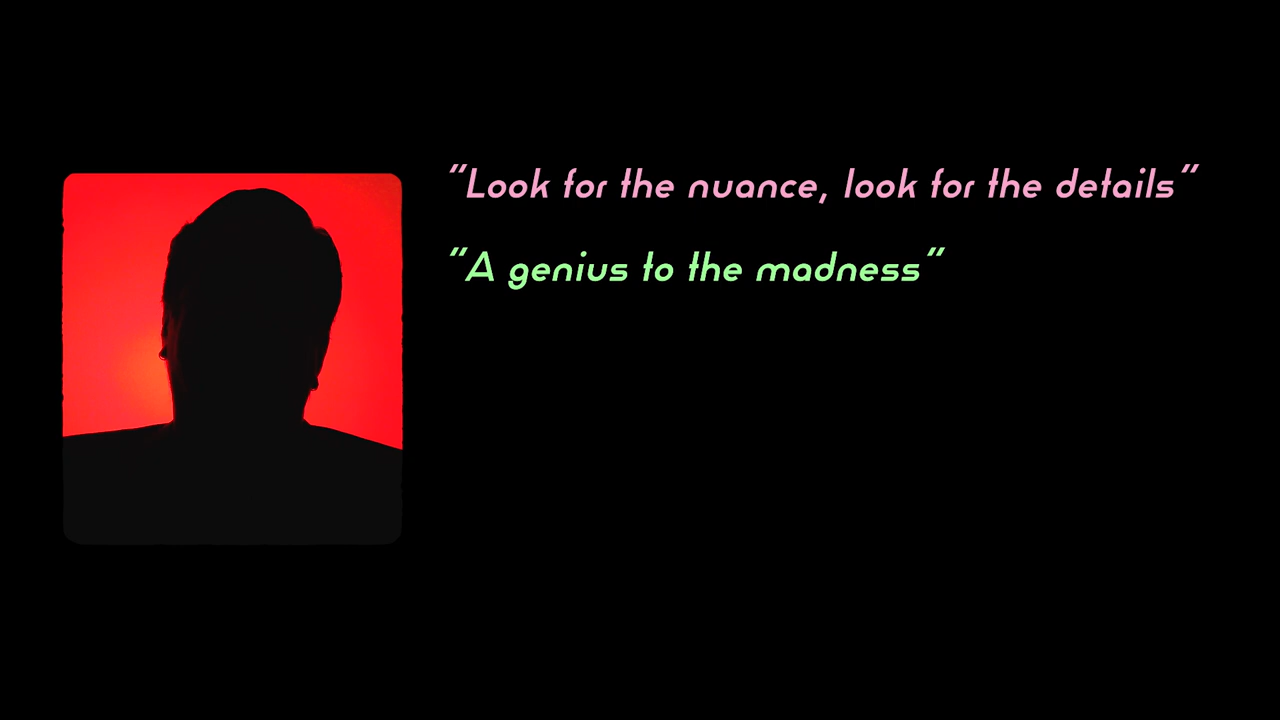 "Look for the nuance, look for the details"
"A genius to the madness"